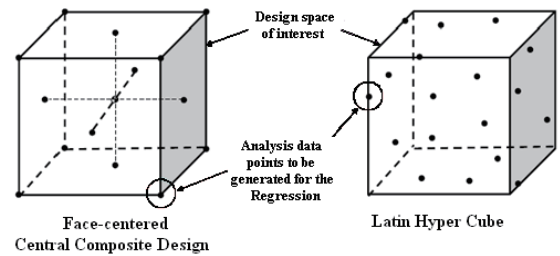 Design space
of interest
Analysis data
points to be
generated for the
Regression
Face-centered
Central Composite Design
Latin Hyper Cube